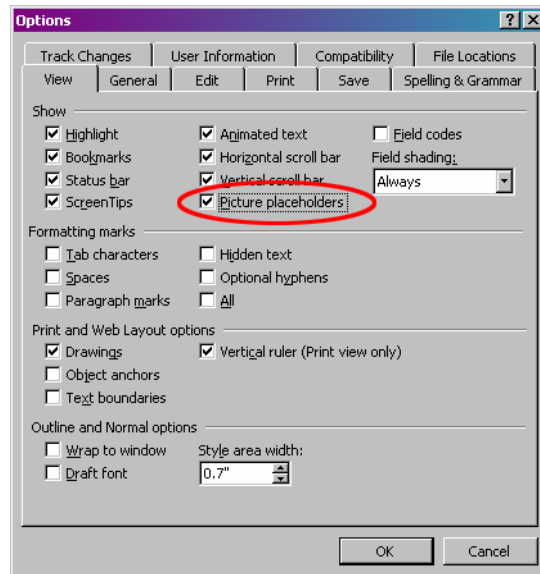 Options
Track Changes User Information Compatibility File Locations
View General Edit Print Save Spelling & Grammar
Show
Highlight Animated text Field codes
Bookmarks Horizontal scroll bar Field shading:
Status bar Vertical scroll bar Always
ScreenTips Picture placeholders
Formatting marks
Tab characters Hidden text
Spaces Optional hyphens
Paragraph marks All
Print and Web Layout options
Drawings Vertical ruler (Print view only)
Object anchors
Text boundaries
Outline and Normal options
Wrap to window Style area width:
Draft font 0.7"
OK Cancel